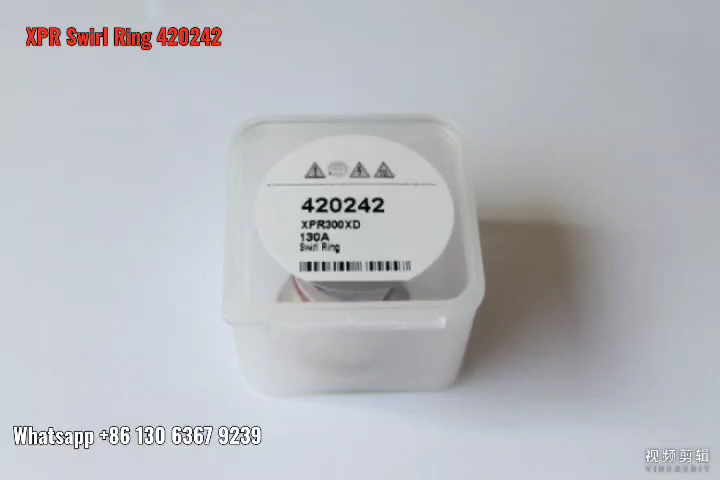 XPR Swirl Ring 420242
420242
XPR300XD
130A
Swirl Ring
Whatsapp +86 130 6367 9239
视频剪辑